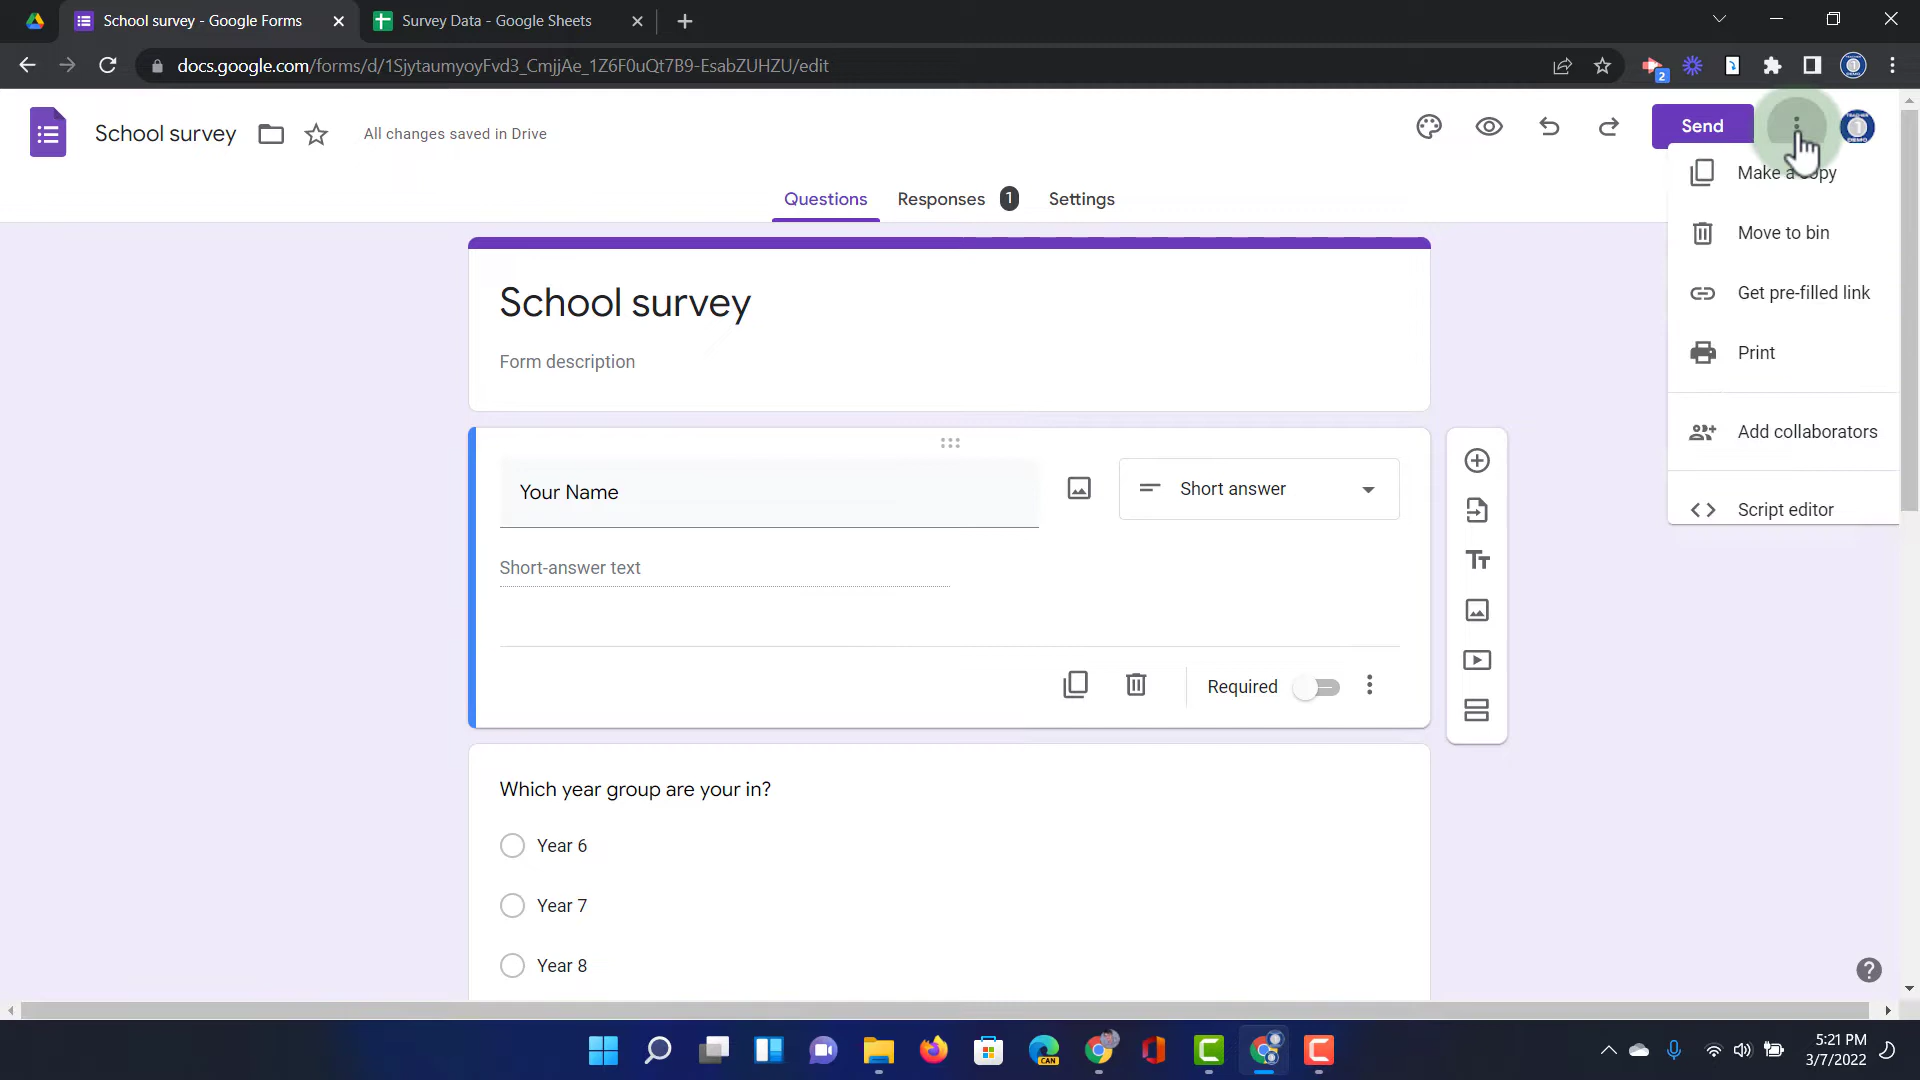 School survey - Google Forms
Survey Data - Google Sheets
docs.google.com/forms/d/1SjytaumyoyFvd3_CmjjAe_1Z6F0uQt7B9-EsabZUHZU/edit
2
School survey
All changes saved in Drive
Send
Questions
Responses 1
Settings
Make a copy
Move to bin
Get pre-filled link
Print
Add collaborators
Script editor
School survey
Form description
Your Name
Short answer
Short-answer text
Required
Which year group are your in?
Year 6
Year 7
Year 8
CAN
5:21 PM
3/7/2022